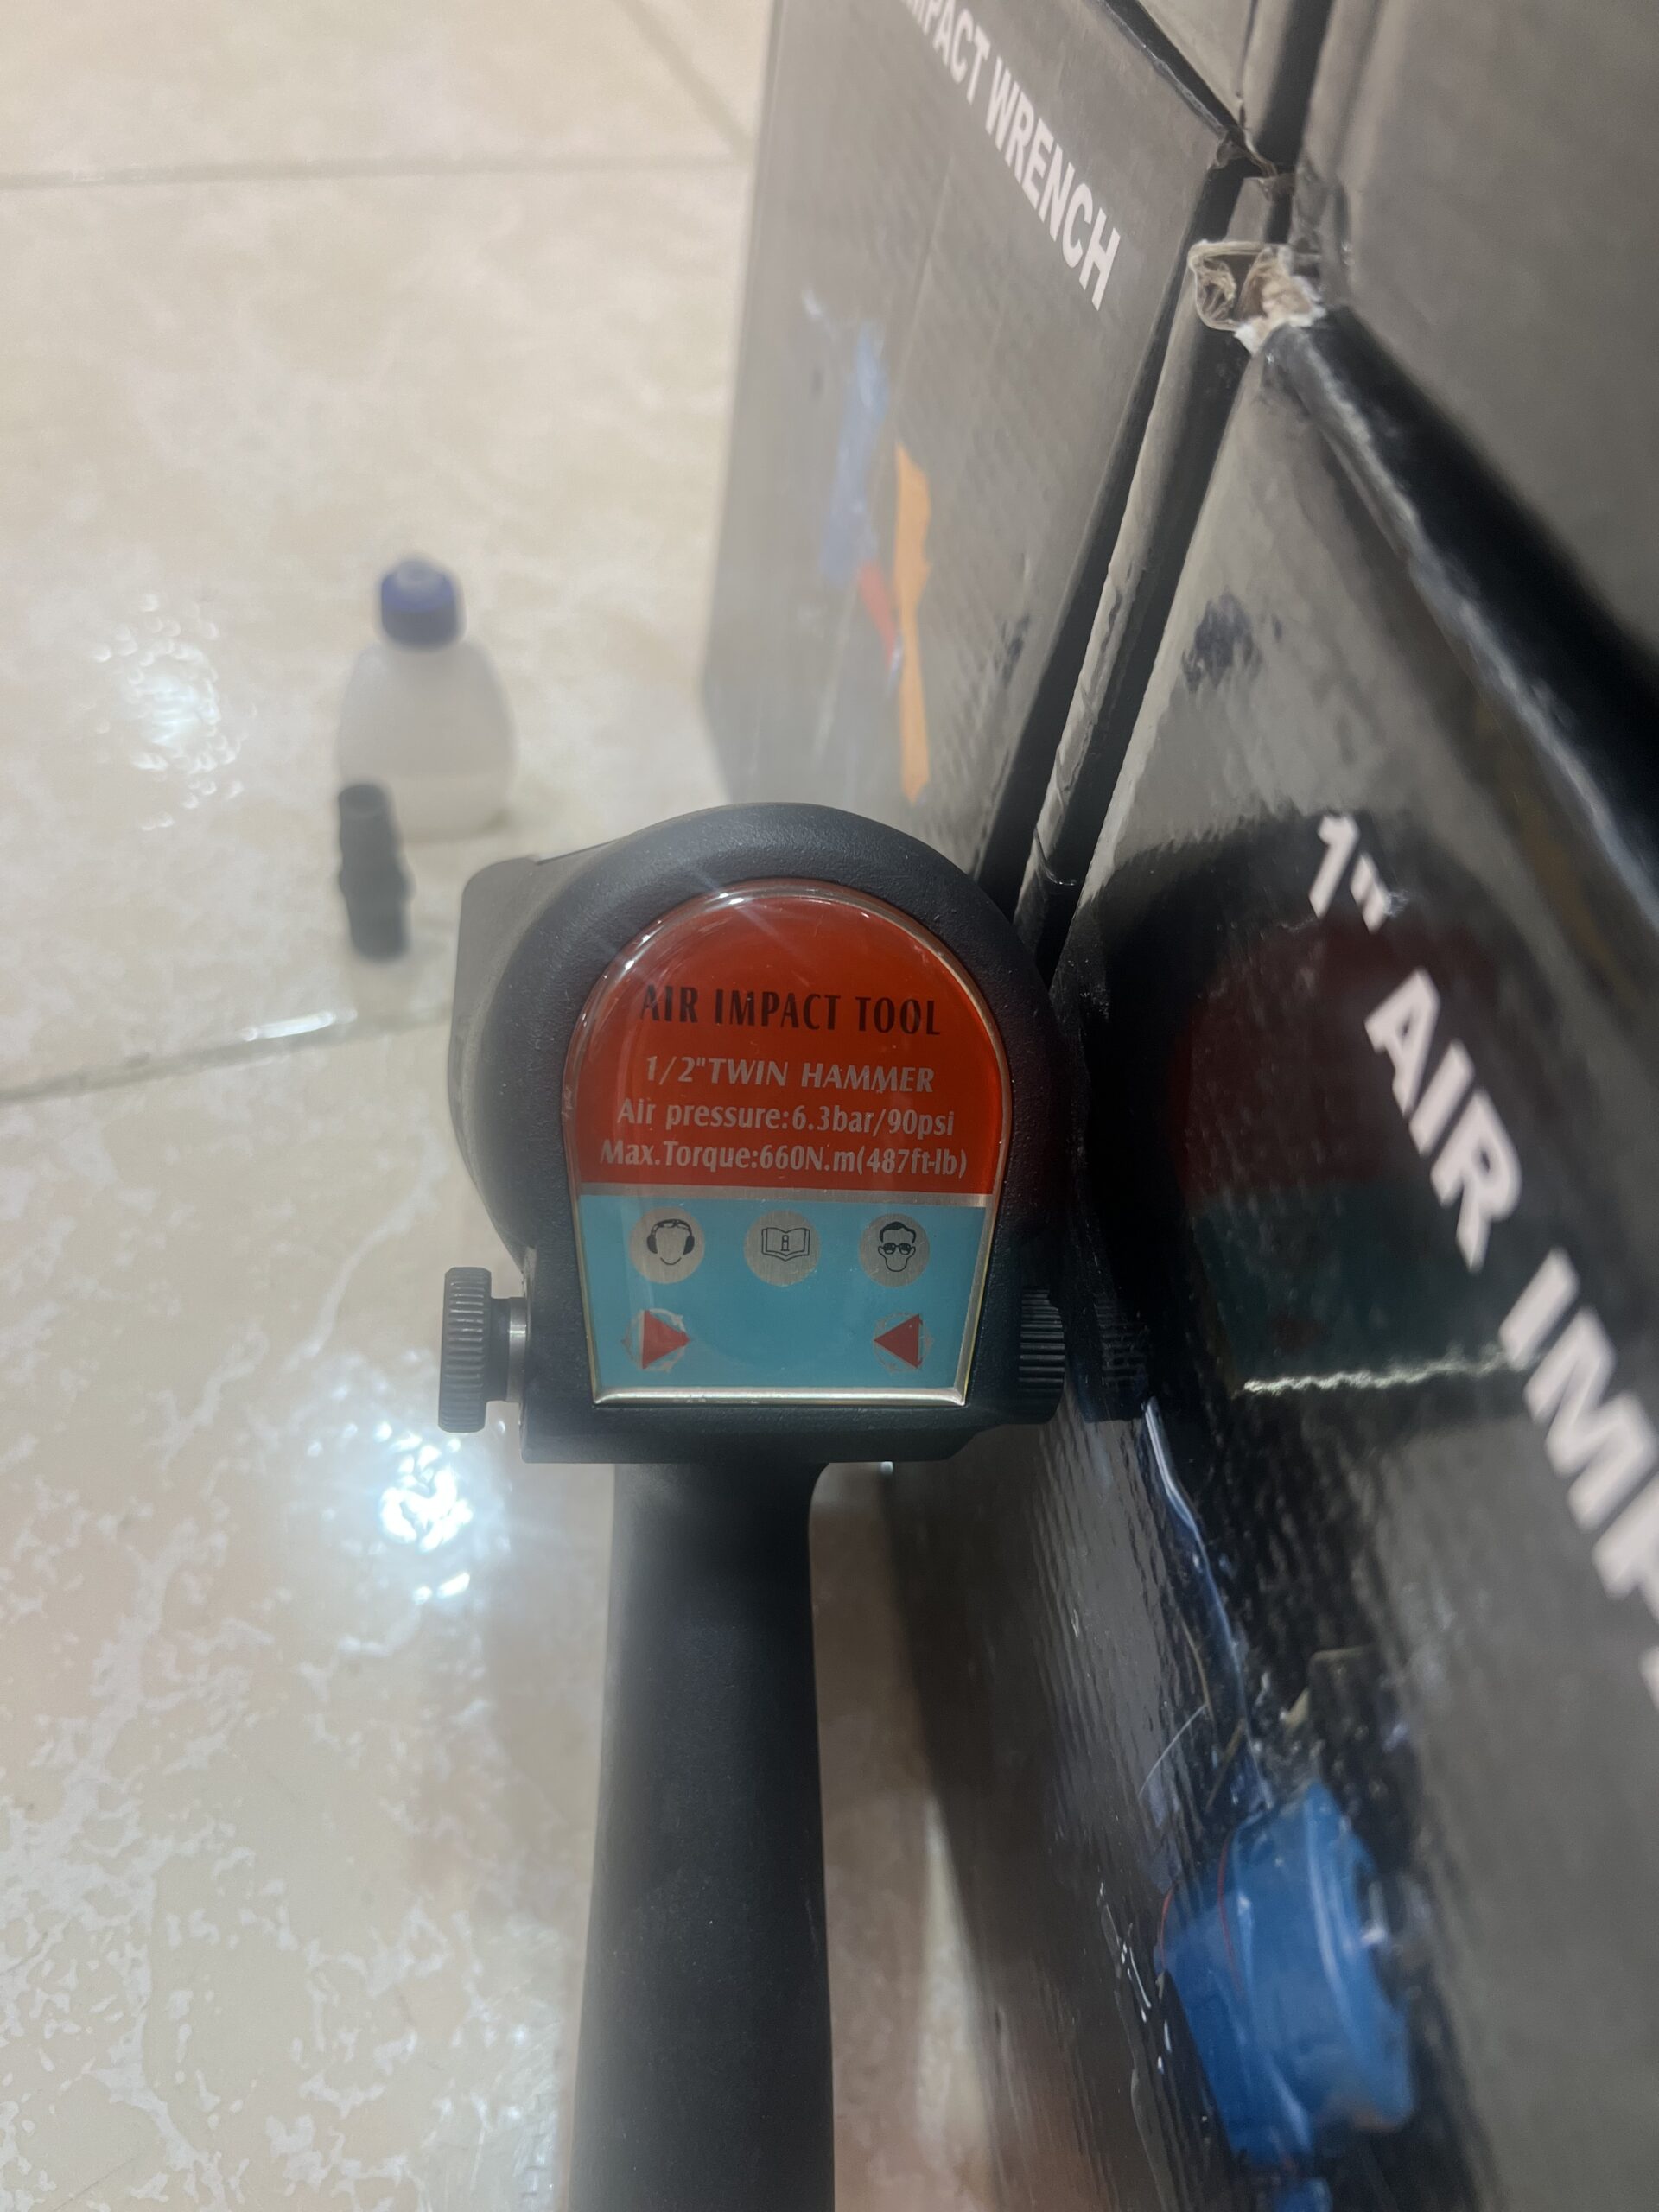 IMPACT WRENCH
1" AIR IMP
AIR IMPACT TOOL
1/2"TWIN HAMMER
Air pressure:6.3bar/90psi
Max.Torque:660N.m(487ft-lb)
i